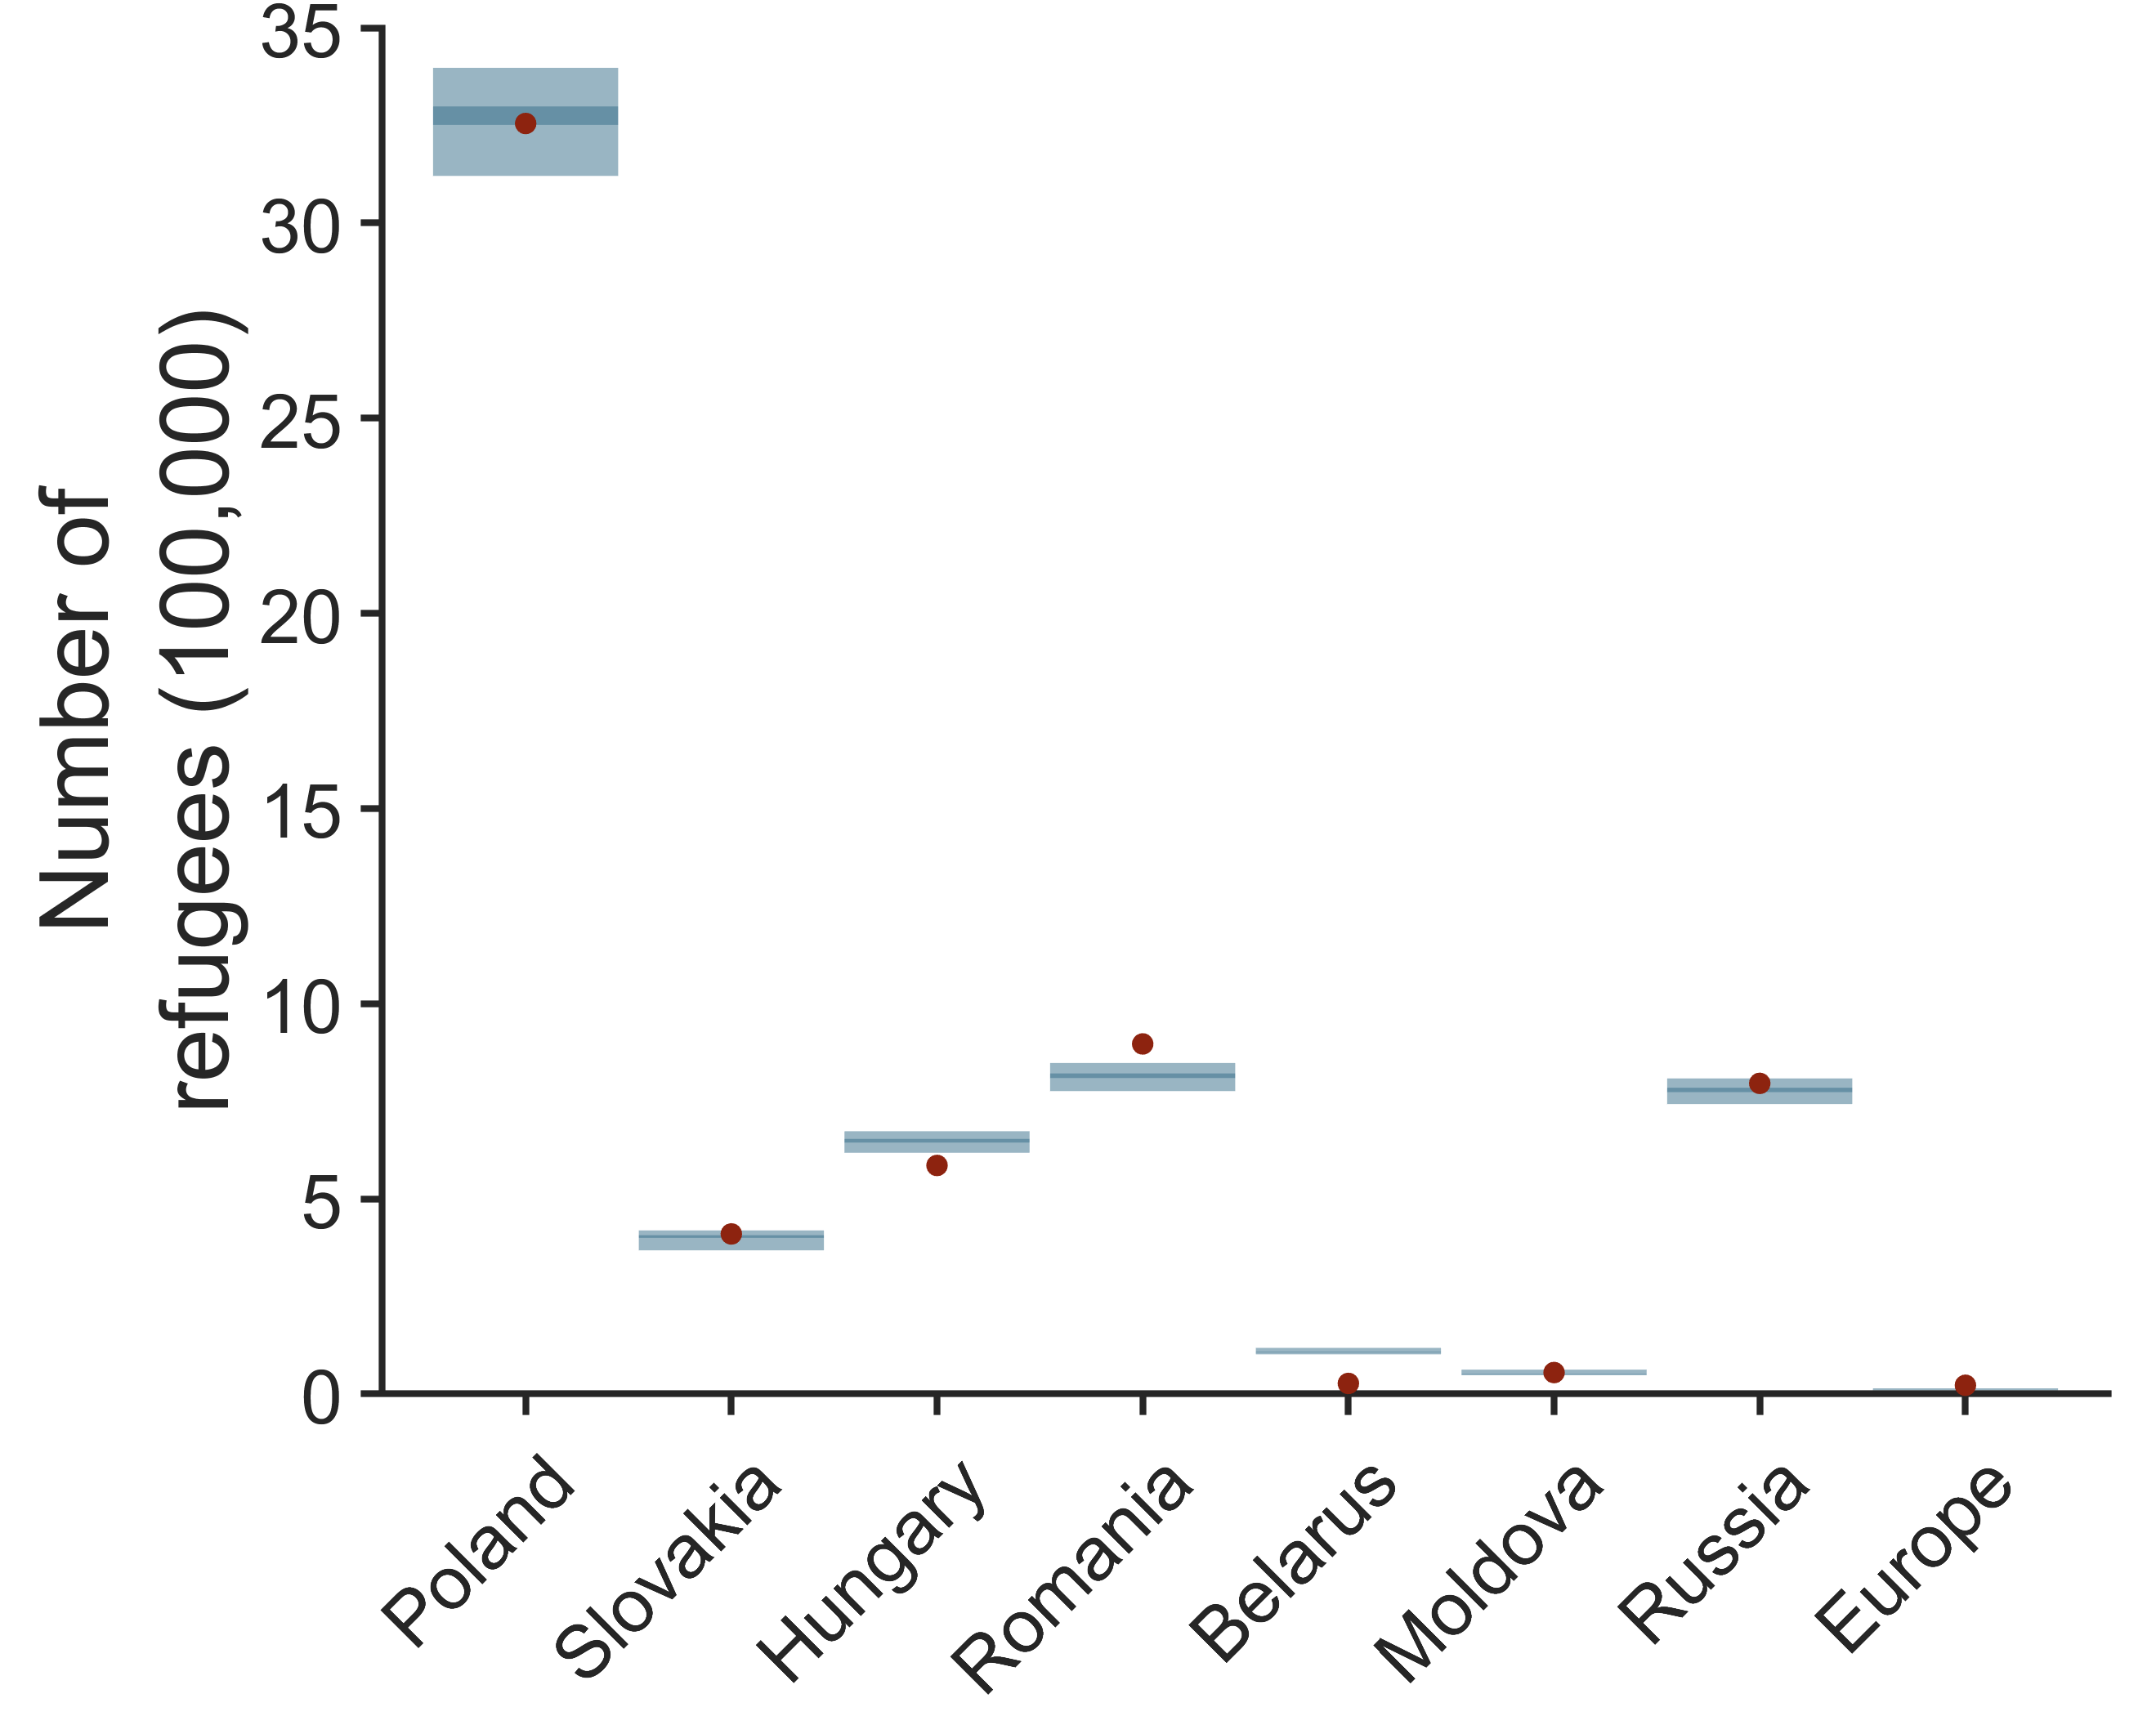 Number of
refugees (100,000)
35
30
25
20
15
10
5
0
Poland
Slovakia
Hungary
Romania
Belarus
Moldova
Russia
Europe